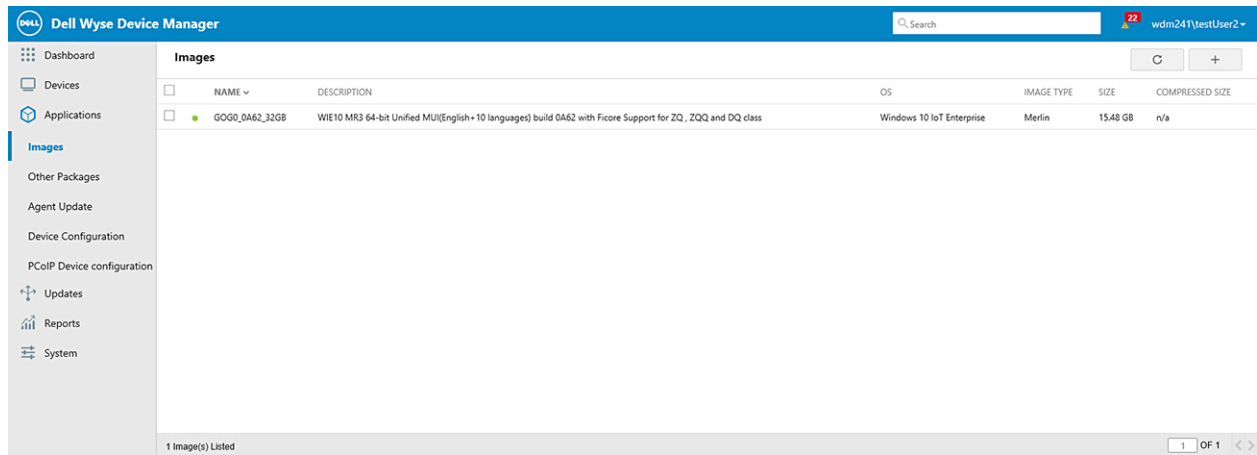 DELL Dell Wyse Device Manager Search 22 wdm241\testUser2
Dashboard
Devices
Applications
Images
Other Packages
Agent Update
Device Configuration
PCoIP Device configuration
Updates
Reports
System
Images
NAME DESCRIPTION OS IMAGE TYPE SIZE COMPRESSED SIZE
GOG0_0A62_32GB WIE10 MR3 64-bit Unified MUI(English+10 languages) build 0A62 with Ficore Support for ZQ , ZQQ and DQ class Windows 10 IoT Enterprise Merlin 15.48 GB n/a
1 Image(s) Listed 1 OF 1